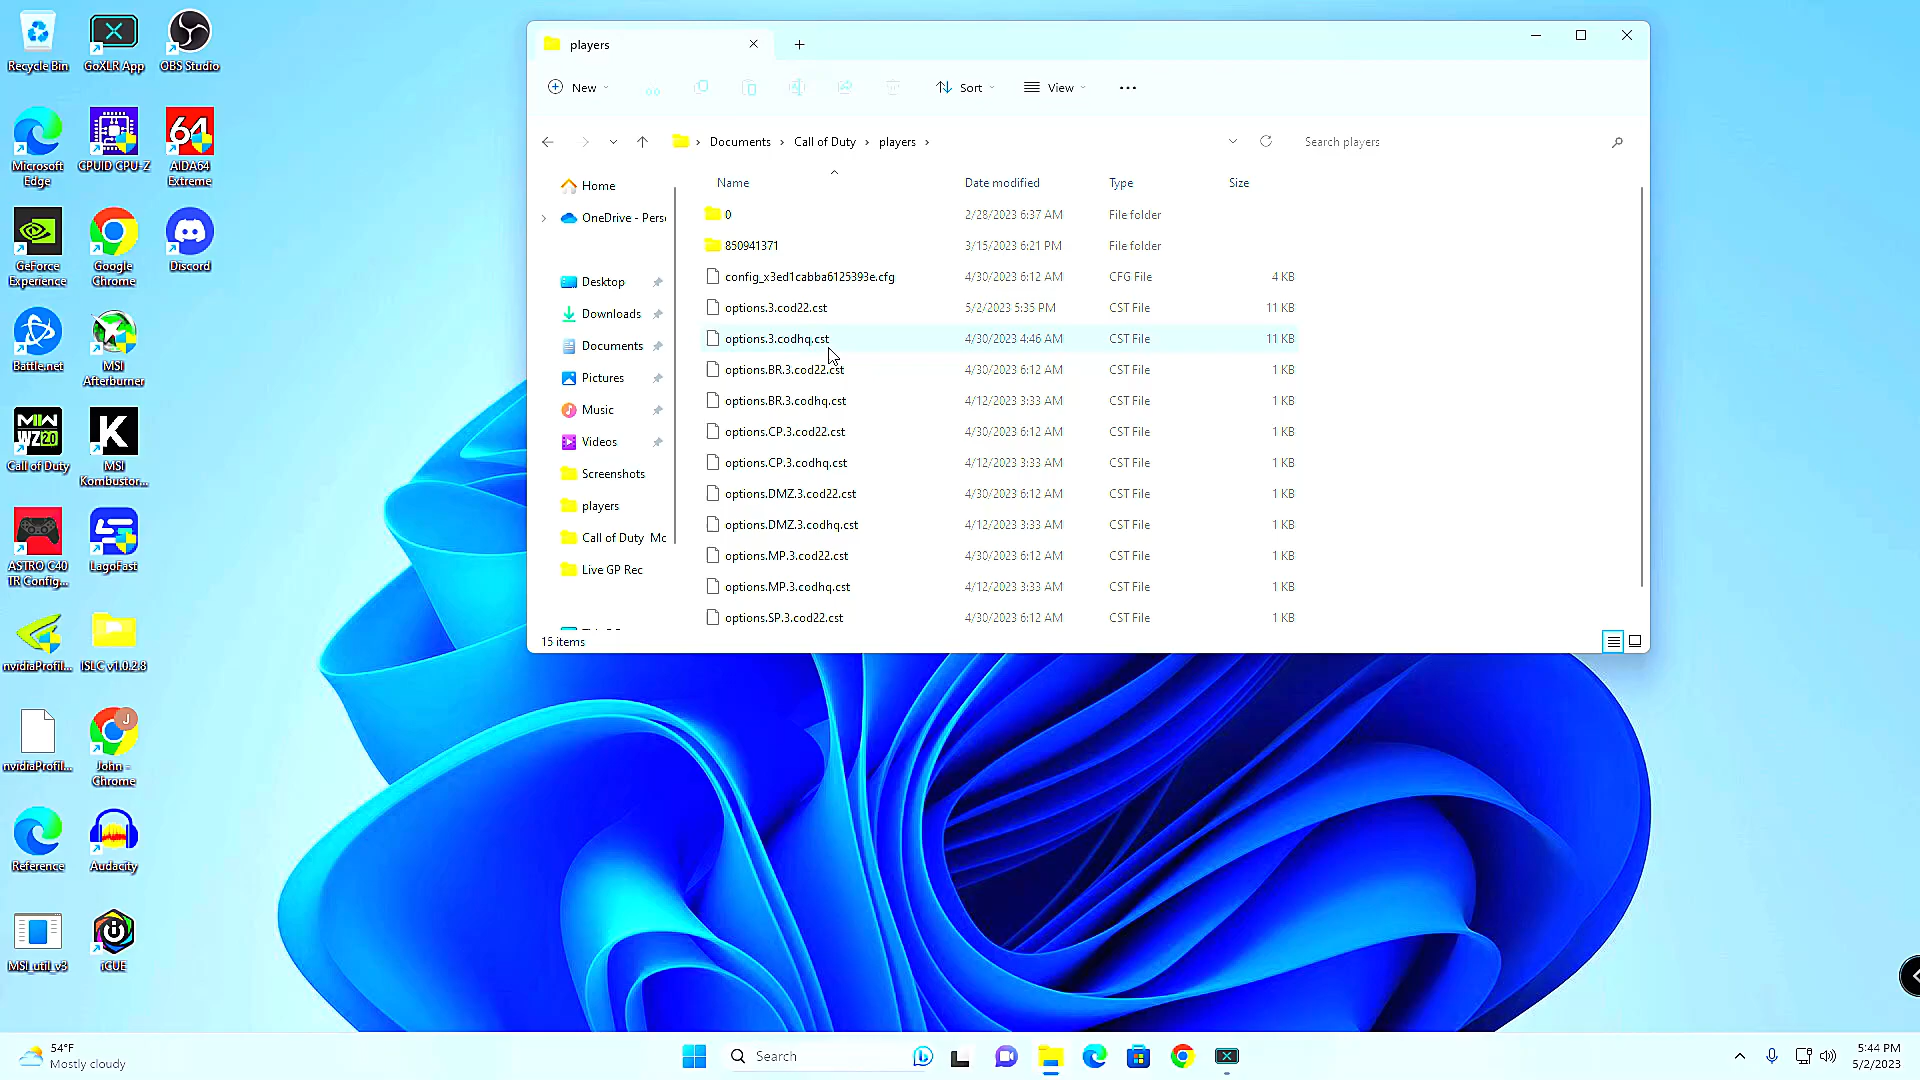 Recycle Bin
GoXLR App
OBS Studio
Microsoft
Edge
CPUID CPU-Z
64
AIDA64
Extreme
GeForce
Experience
Google
Chrome
Discord
Battle.net
MSI
Afterburner
MW
WZ 2.0
Call of Duty
K
MSI
Kombustor...
ASTRO C40
TR Config...
LagoFast
nvidiaProfil...
ISLC v1.0.2.8
nvidiaProfil...
J
John -
Chrome
Reference
Audacity
MSI_util_v3
iCUE
players
New
Sort
View
Documents
Call of Duty
players
Search players
Home
OneDrive - Pers
Desktop
Downloads
Documents
Pictures
Music
Videos
Screenshots
players
Call of Duty Mc
Live GP Rec
Name Date modified Type Size
0 2/28/2023 6:37 AM File folder
850941371 3/15/2023 6:21 PM File folder
config_x3ed1cabba6125393e.cfg 4/30/2023 6:12 AM CFG File 4 KB
options.3.cod22.cst 5/2/2023 5:35 PM CST File 11 KB
options.3.codhq.cst 4/30/2023 4:46 AM CST File 11 KB
options.BR.3.cod22.cst 4/30/2023 6:12 AM CST File 1 KB
options.BR.3.codhq.cst 4/12/2023 3:33 AM CST File 1 KB
options.CP.3.cod22.cst 4/30/2023 6:12 AM CST File 1 KB
options.CP.3.codhq.cst 4/12/2023 3:33 AM CST File 1 KB
options.DMZ.3.cod22.cst 4/30/2023 6:12 AM CST File 1 KB
options.DMZ.3.codhq.cst 4/12/2023 3:33 AM CST File 1 KB
options.MP.3.cod22.cst 4/30/2023 6:12 AM CST File 1 KB
options.MP.3.codhq.cst 4/12/2023 3:33 AM CST File 1 KB
options.SP.3.cod22.cst 4/30/2023 6:12 AM CST File 1 KB
15 items
54°F
Mostly cloudy
Search
5:44 PM
5/2/2023